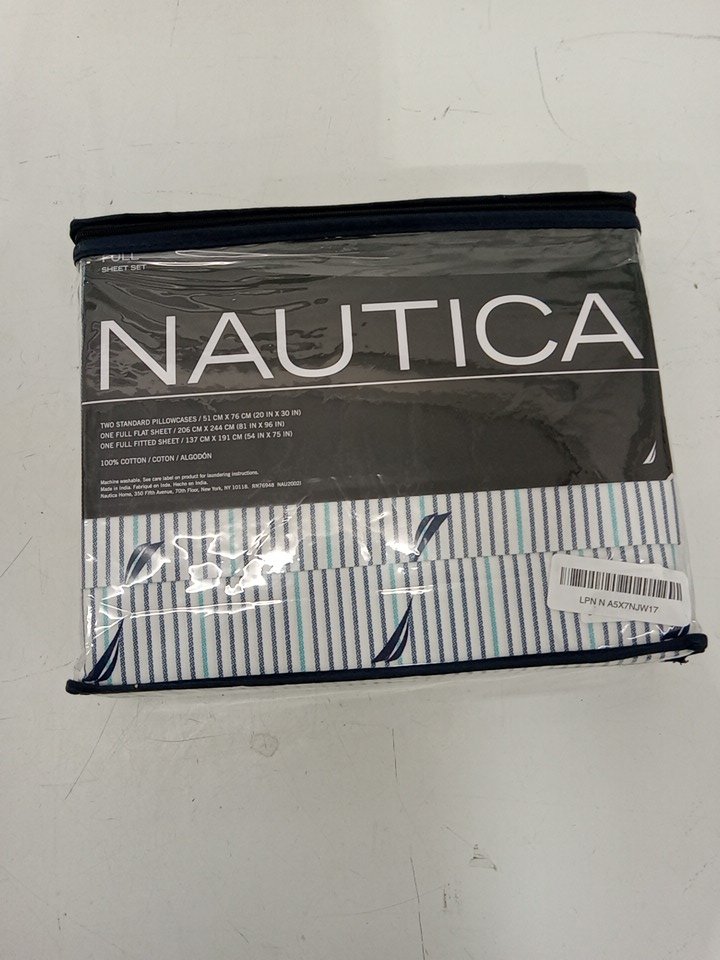 FULL
SHEET SET
NAUTICA
TWO STANDARD PILLOWCASES / 51 CM X 76 CM (20 IN X 30 IN)
ONE FULL FLAT SHEET / 206 CM X 244 CM (81 IN X 96 IN)
ONE FULL FITTED SHEET / 137 CM X 191 CM (54 IN X 75 IN)
100% COTTON / COTON / ALGODÓN
Machine washable. See care label on product for laundering instructions.
Made in India. Fabriqué en Inde. Hecho en India.
Nautica Home, 350 Fifth Avenue, 70th Floor, New York, NY 10118. RN76948 NAU20021
LPN N A5X7NJW17